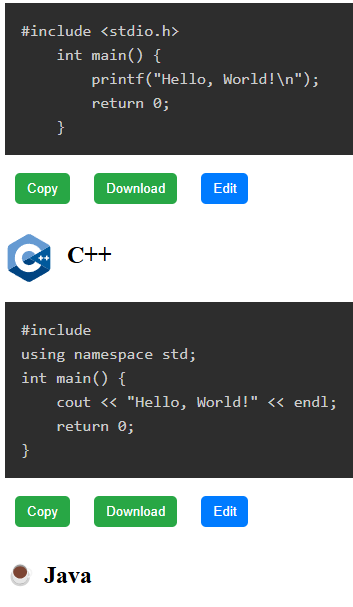 #include <stdio.h>
    int main() {
        printf("Hello, World!\n");
        return 0;
    }
Copy Download Edit
C++ C++
#include
using namespace std;
int main() {
    cout << "Hello, World!" << endl;
    return 0;
}
Copy Download Edit
Java